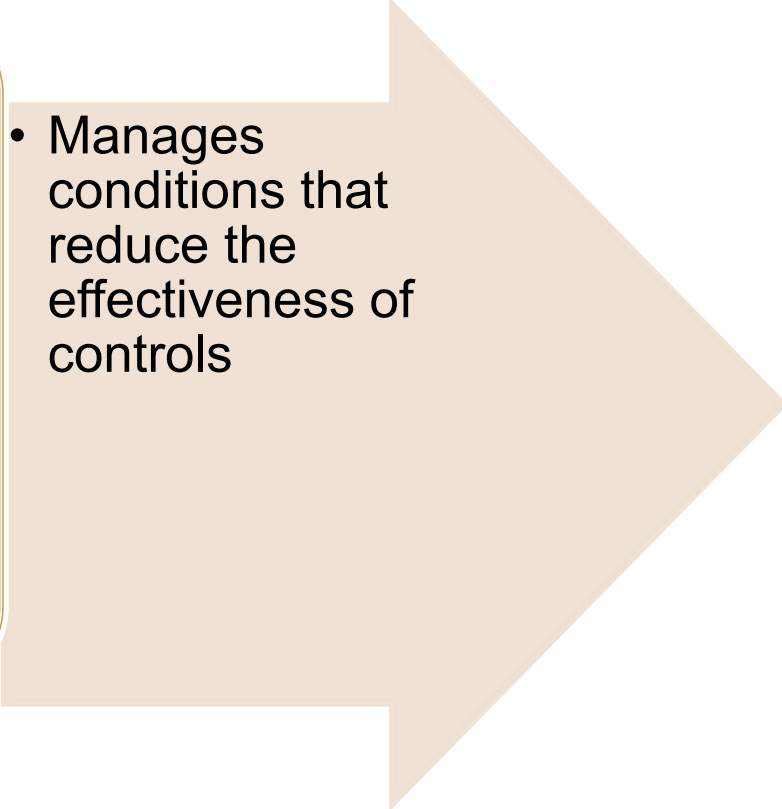 • Manages
conditions that
reduce the
effectiveness of
controls